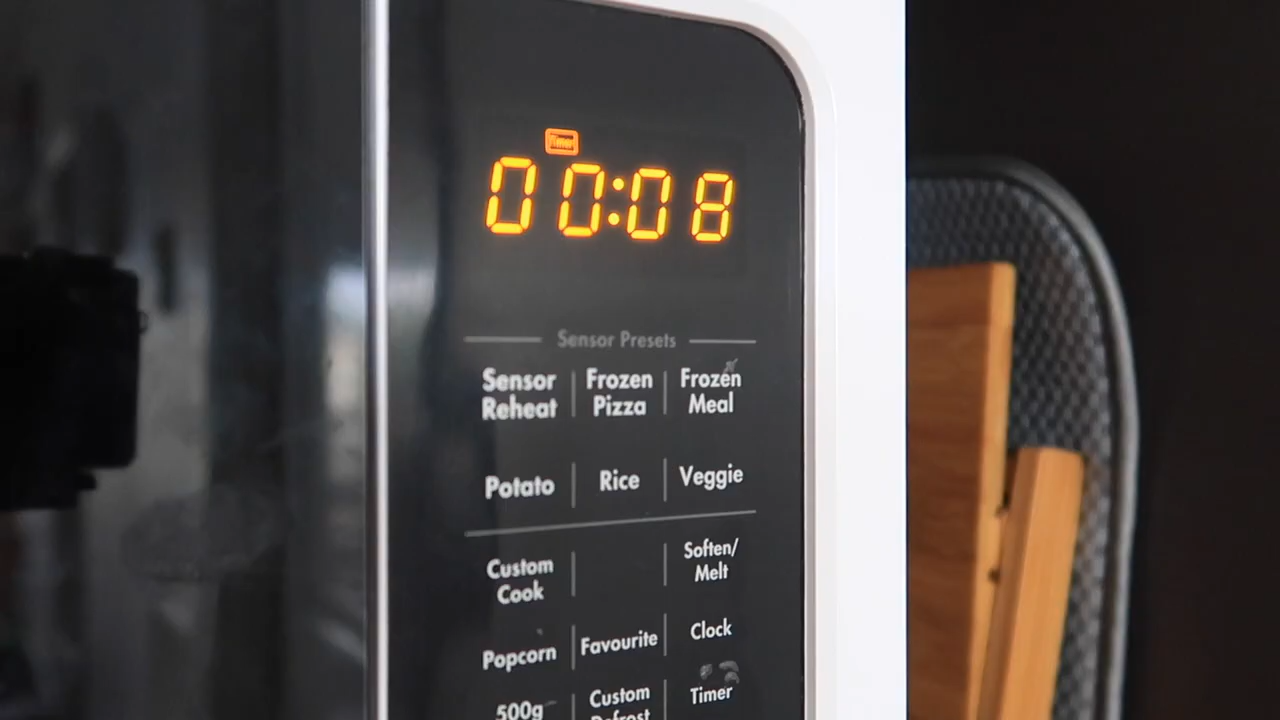 Timer
00:08
Sensor Presets
Sensor Reheat
Frozen Pizza
Frozen Meal
Potato
Rice
Veggie
Custom Cook
Soften/ Melt
Popcorn
Favourite
Clock
500g
Custom Defrost
Timer